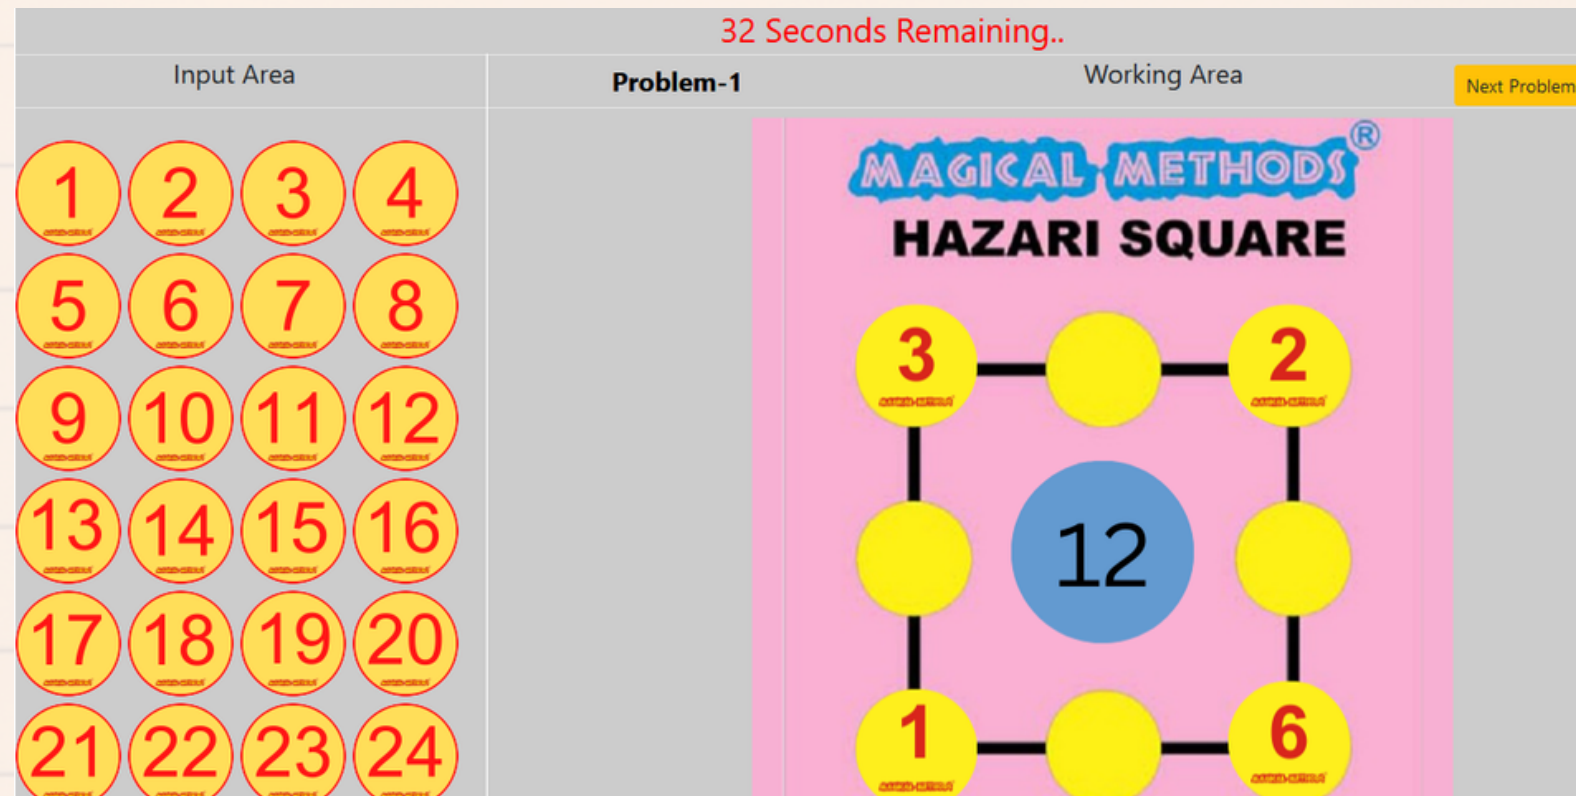 32 Seconds Remaining..
Input Area
Problem-1
Working Area
Next Problem
1 2 3 4
5 6 7 8
9 10 11 12
13 14 15 16
17 18 19 20
21 22 23 24
MAGICAL METHODS®
HAZARI SQUARE
3 2
12
1 6